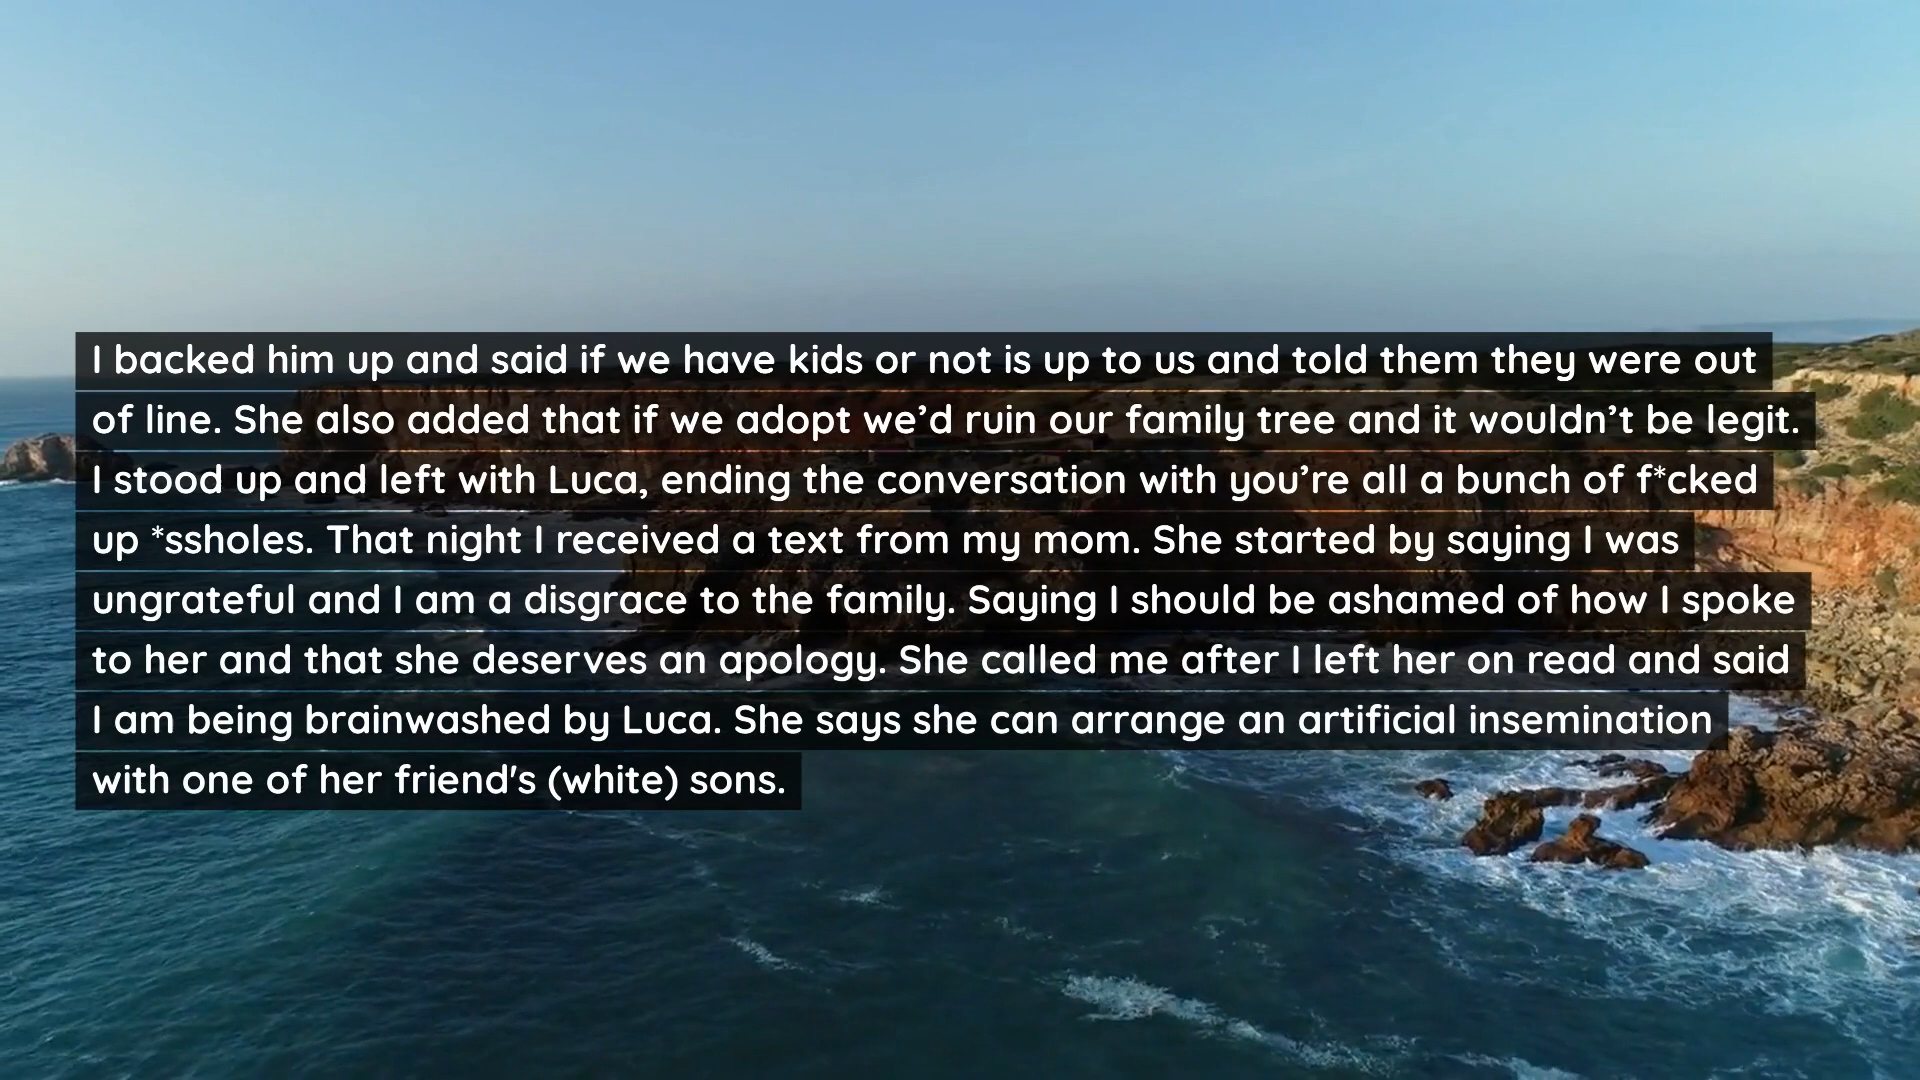 I backed him up and said if we have kids or not is up to us and told them they were out
of line. She also added that if we adopt we’d ruin our family tree and it wouldn’t be legit.
I stood up and left with Luca, ending the conversation with you’re all a bunch of f*cked
up *ssholes. That night I received a text from my mom. She started by saying I was
ungrateful and I am a disgrace to the family. Saying I should be ashamed of how I spoke
to her and that she deserves an apology. She called me after I left her on read and said
I am being brainwashed by Luca. She says she can arrange an artificial insemination
with one of her friend's (white) sons.